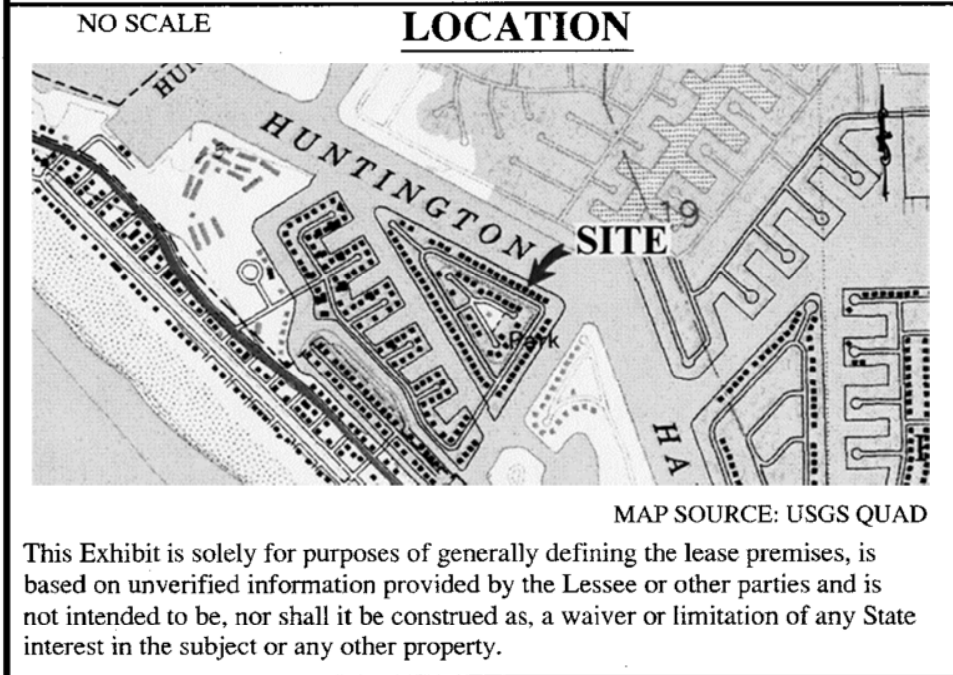 NO SCALE
LOCATION
HUN
HUNTINGTON
19
SITE
Park
HA
MAP SOURCE: USGS QUAD
This Exhibit is solely for purposes of generally defining the lease premises, is
based on unverified information provided by the Lessee or other parties and is
not intended to be, nor shall it be construed as, a waiver or limitation of any State
interest in the subject or any other property.